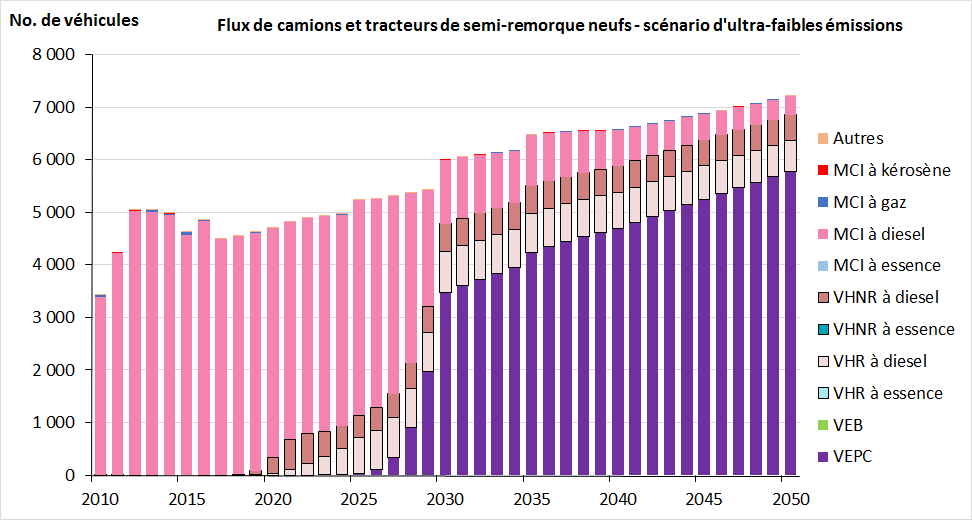 No. de véhicules
Flux de camions et tracteurs de semi-remorque neufs - scénario d'ultra-faibles émissions
8 000
7 000
6 000
5 000
4 000
3 000
2 000
1 000
0
2010 2015 2020 2025 2030 2035 2040 2045 2050
Autres
MCI à kérosène
MCI à gaz
MCI à diesel
MCI à essence
VHNR à diesel
VHNR à essence
VHR à diesel
VHR à essence
VEB
VEPC